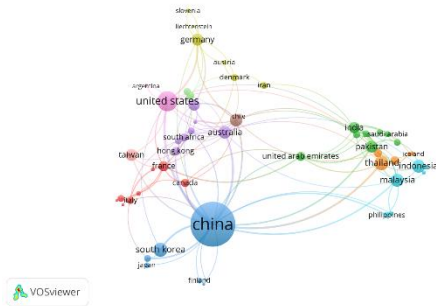 slovenia
liechtenstein
germany
austria
denmark
iran
argentina
united states
chile
india
saudi arabia
south africa
australia
pakistan
hong kong
taiwan
united arab emirates
thailand
indonesia
france
malaysia
canada
italy
philippines
china
south korea
japan
finland
VOSviewer